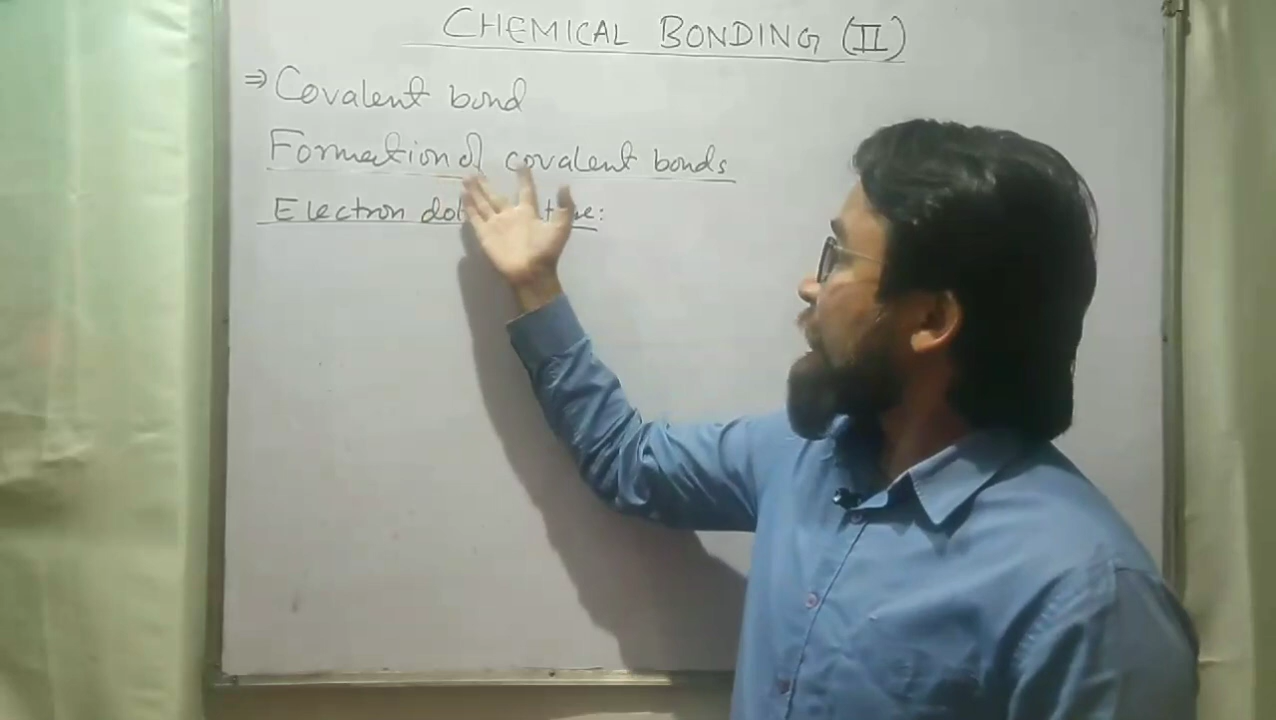 CHEMICAL BONDING (II)
⇒ Covalent bond
Formation of covalent bonds
Electron dot